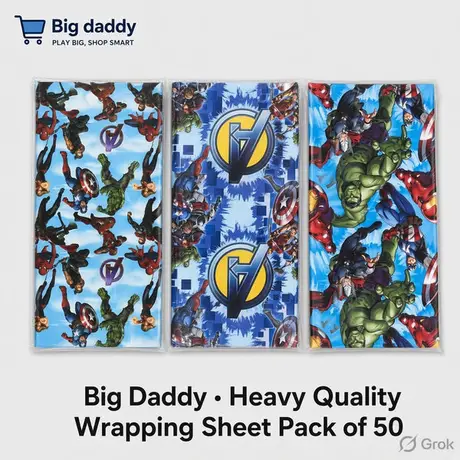 Big daddy
PLAY BIG, SHOP SMART
Big Daddy • Heavy Quality
Wrapping Sheet Pack of 50
Grok